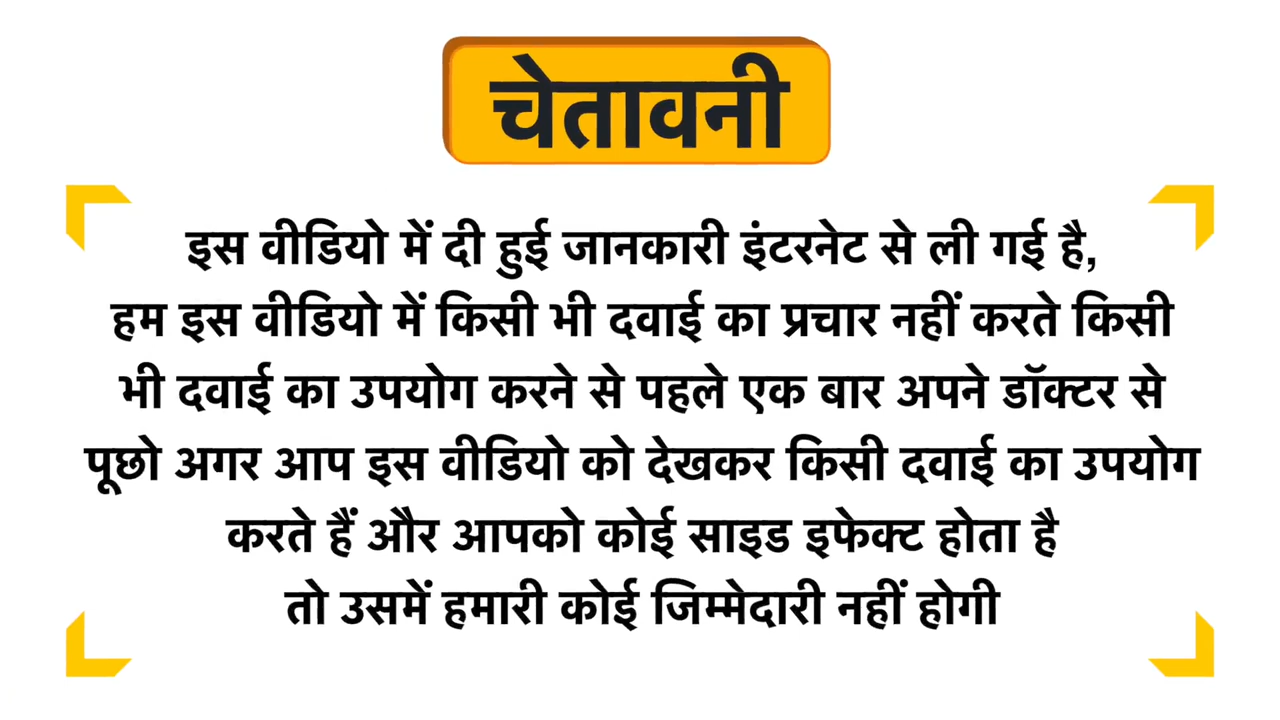 चेतावनी
इस वीडियो में दी हुई जानकारी इंटरनेट से ली गई है,
हम इस वीडियो में किसी भी दवाई का प्रचार नहीं करते किसी
भी दवाई का उपयोग करने से पहले एक बार अपने डॉक्टर से
पूछो अगर आप इस वीडियो को देखकर किसी दवाई का उपयोग
करते हैं और आपको कोई साइड इफेक्ट होता है
तो उसमें हमारी कोई जिम्मेदारी नहीं होगी